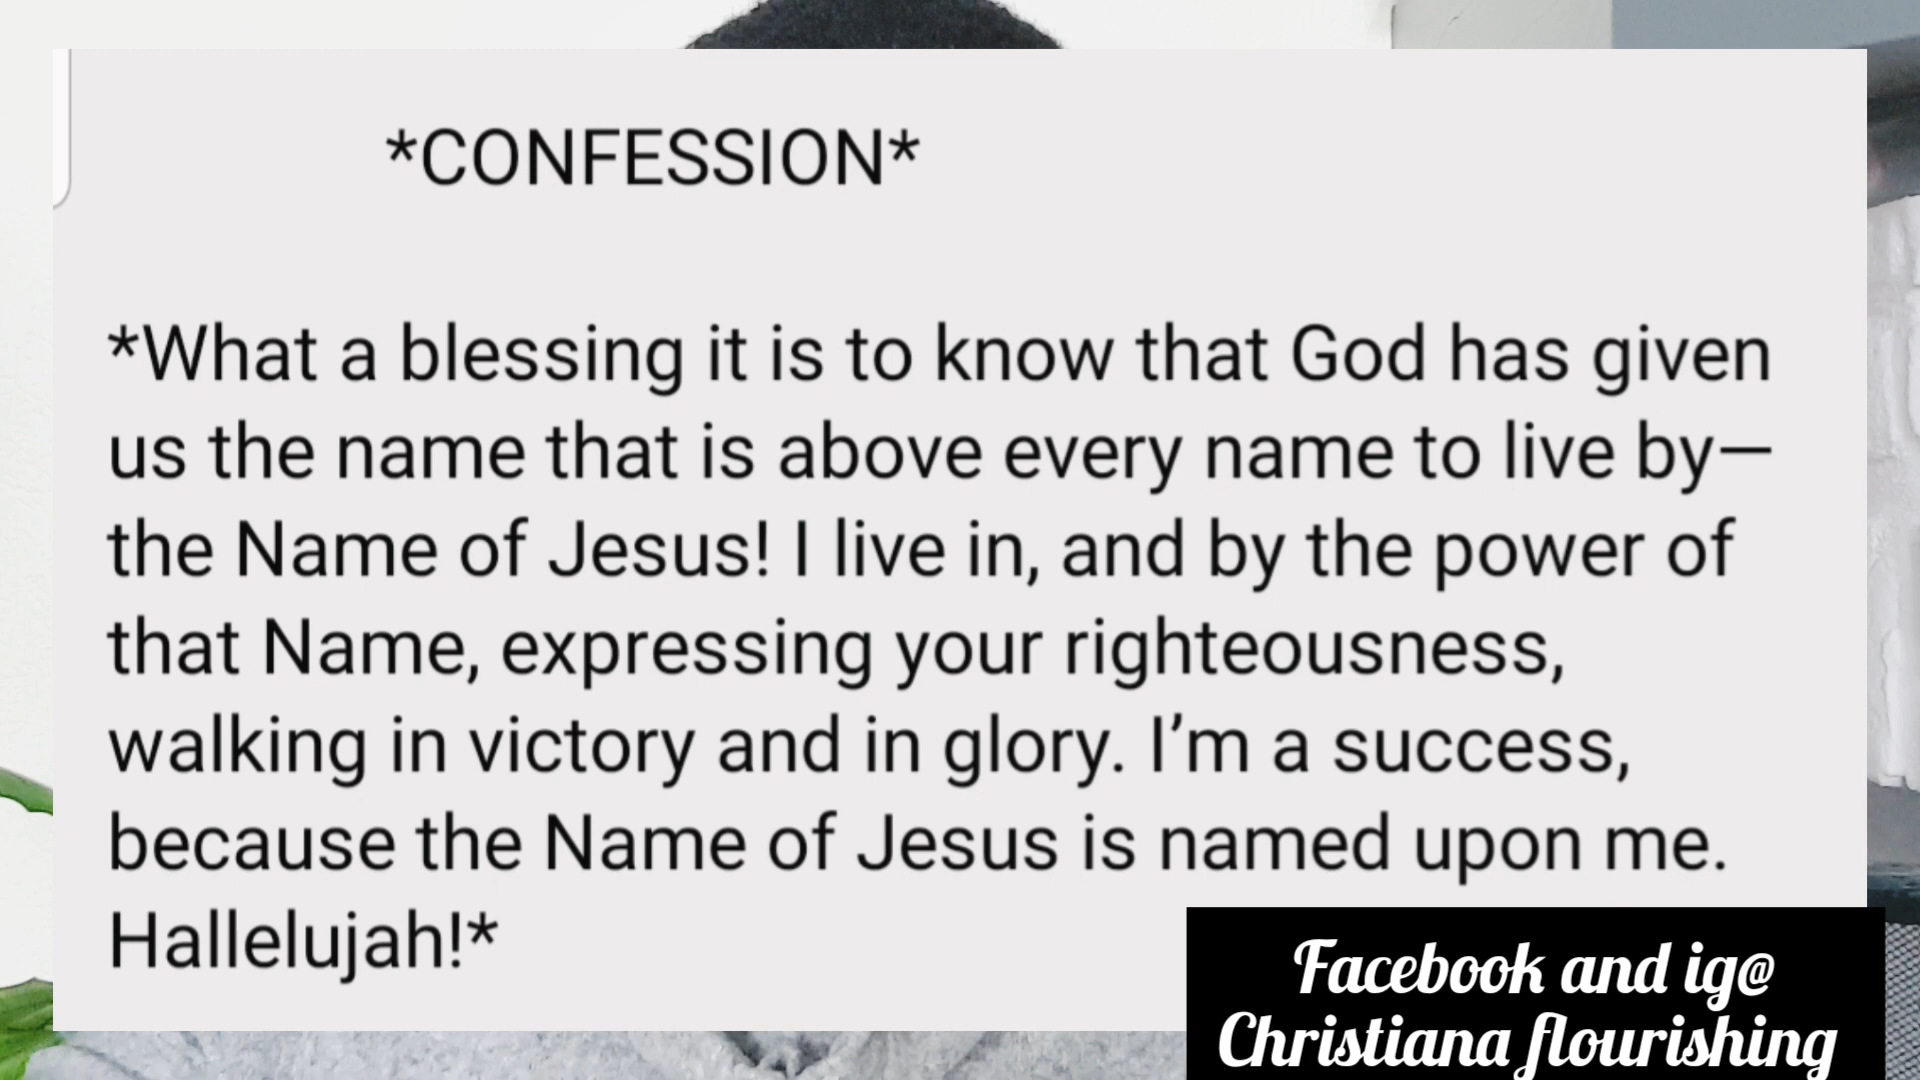 *CONFESSION*
*What a blessing it is to know that God has given
us the name that is above every name to live by—
the Name of Jesus! I live in, and by the power of
that Name, expressing your righteousness,
walking in victory and in glory. I’m a success,
because the Name of Jesus is named upon me.
Hallelujah!*
Facebook and ig@
Christiana flourishing